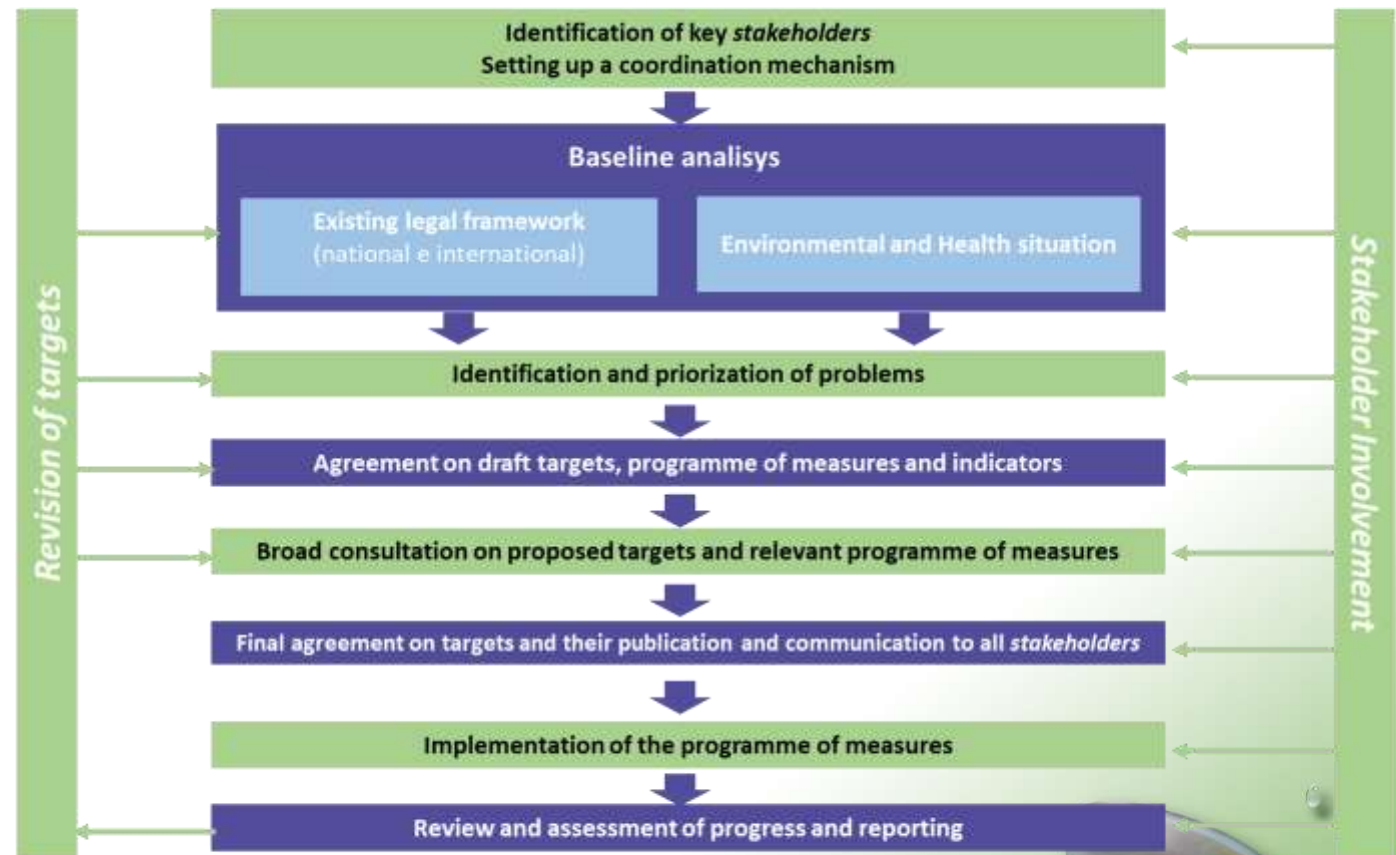 Identification of key stakeholders
Setting up a coordination mechanism
Baseline analisys
Existing legal framework
(national e international)
Environmental and Health situation
Identification and priorization of problems
Agreement on draft targets, programme of measures and indicators
Broad consultation on proposed targets and relevant programme of measures
Final agreement on targets and their publication and communication to all stakeholders
Implementation of the programme of measures
Review and assessment of progress and reporting
Revision of targets
Stakeholder Involvement